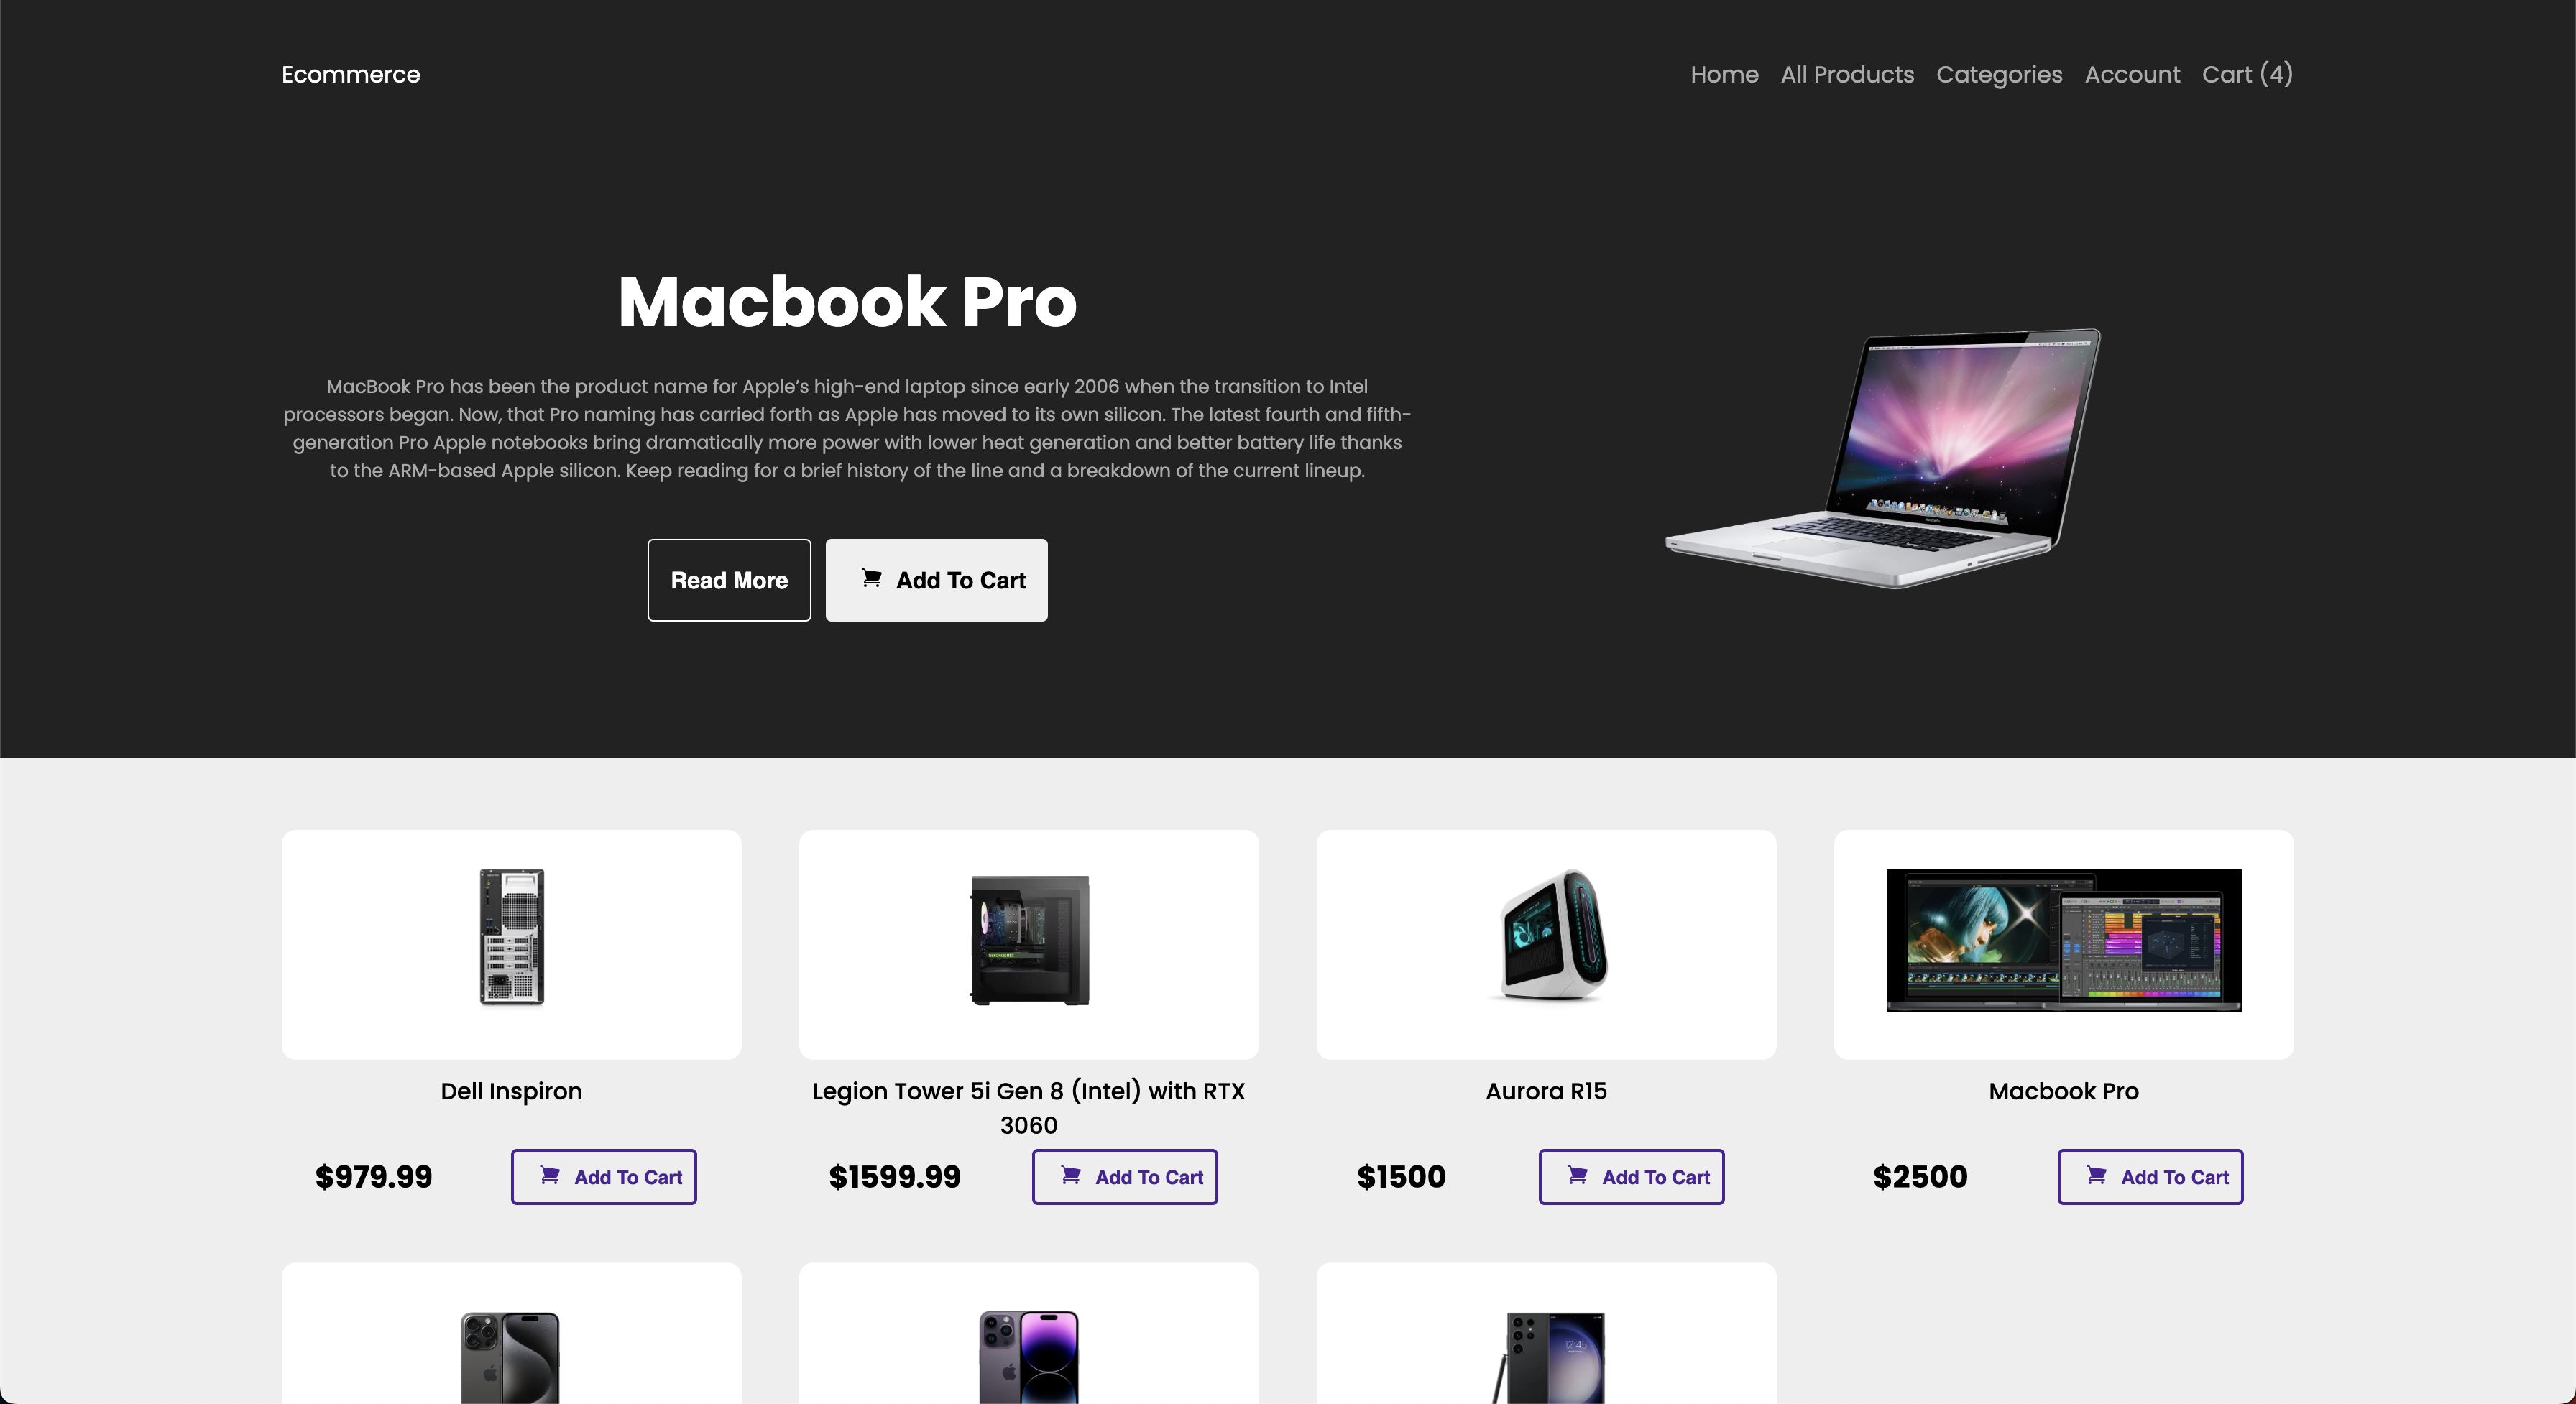 Ecommerce
Home All Products Categories Account Cart (4)
Macbook Pro
MacBook Pro has been the product name for Apple’s high-end laptop since early 2006 when the transition to Intel
processors began. Now, that Pro naming has carried forth as Apple has moved to its own silicon. The latest fourth and fifth-
generation Pro Apple notebooks bring dramatically more power with lower heat generation and better battery life thanks
to the ARM-based Apple silicon. Keep reading for a brief history of the line and a breakdown of the current lineup.
Read More
Add To Cart
Dell Inspiron
Legion Tower 5i Gen 8 (Intel) with RTX
3060
Aurora R15
Macbook Pro
$979.99
Add To Cart
$1599.99
Add To Cart
$1500
Add To Cart
$2500
Add To Cart
12:45